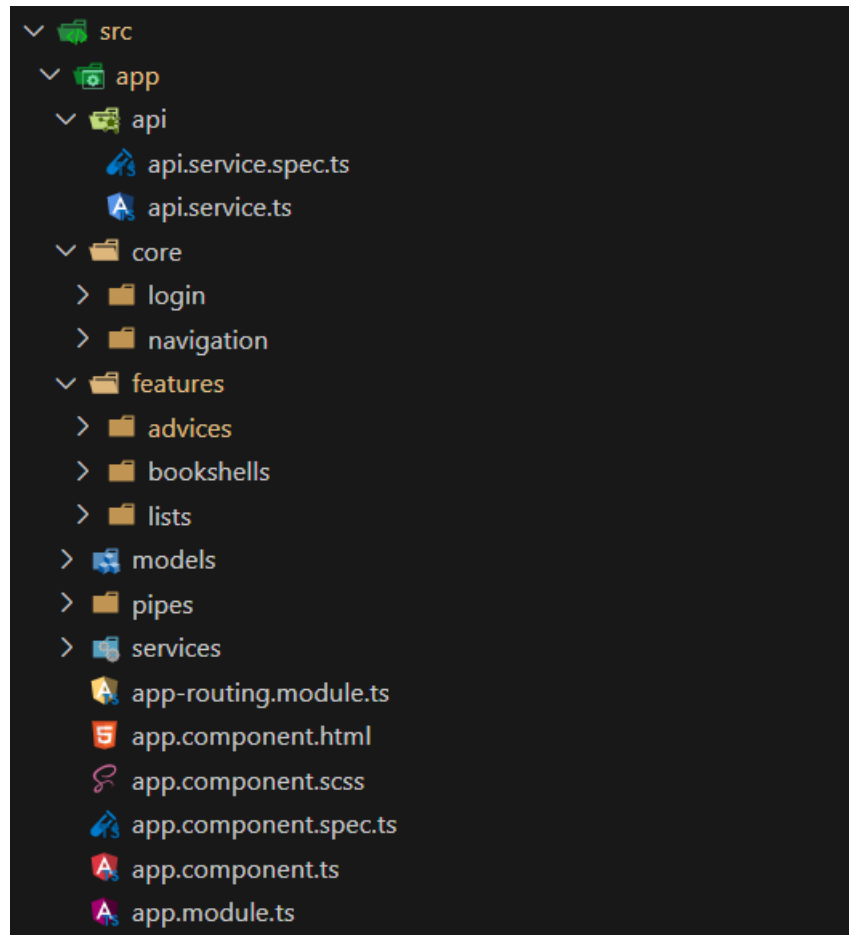 src
app
api
api.service.spec.ts
api.service.ts
core
login
navigation
features
advices
bookshells
lists
models
pipes
services
app-routing.module.ts
app.component.html
app.component.scss
app.component.spec.ts
app.component.ts
app.module.ts